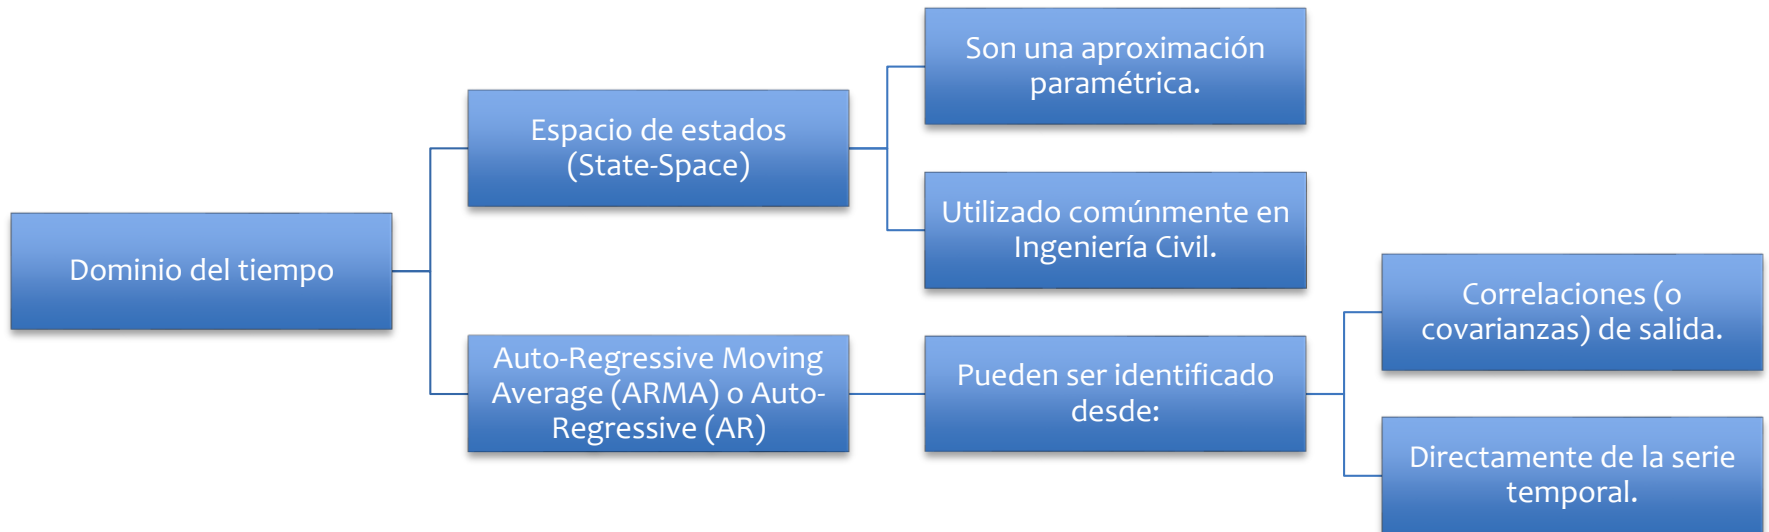 Dominio del tiempo
Espacio de estados
(State-Space)
Son una aproximación
paramétrica.
Utilizado comúnmente en
Ingeniería Civil.
Auto-Regressive Moving
Average (ARMA) o Auto-
Regressive (AR)
Pueden ser identificado
desde:
Correlaciones (o
covarianzas) de salida.
Directamente de la serie
temporal.